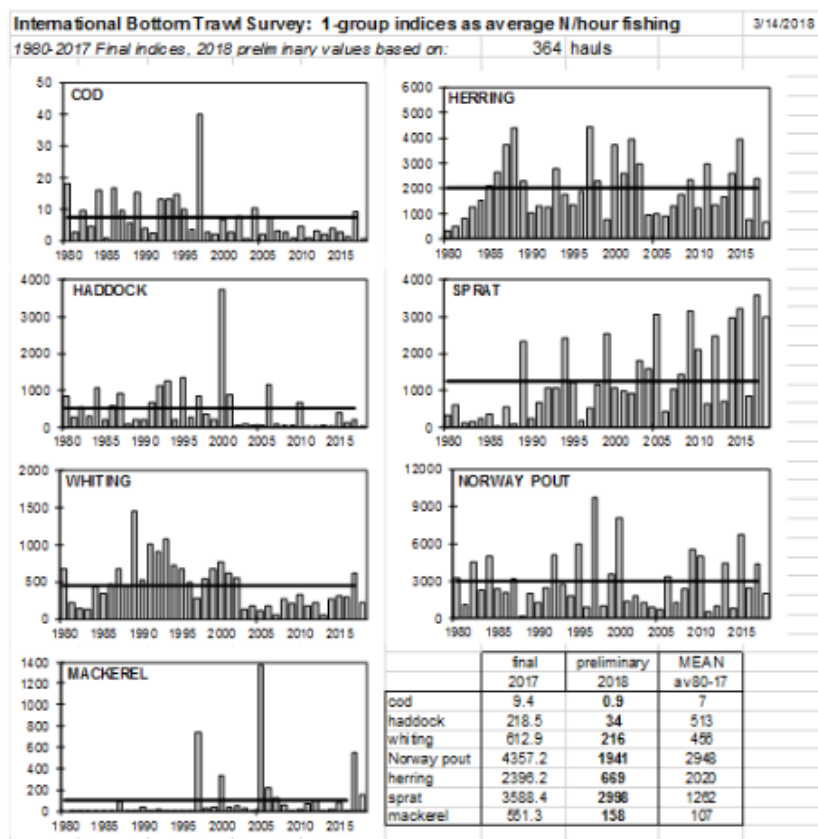 International Bottom Trawl Survey: 1-group indices as average N/hour fishing 3/14/2018
1980-2017 Final indices, 2018 preliminary values based on: 364 hauls
COD
50
40
30
20
10
0
1980 1985 1990 1995 2000 2005 2010 2015
HERRING
6000
5000
4000
3000
2000
1000
0
1980 1985 1990 1995 2000 2005 2010 2015
HADDOCK
4000
3000
2000
1000
0
1980 1985 1990 1995 2000 2005 2010 2015
SPRAT
4000
3000
2000
1000
0
1980 1985 1990 1995 2000 2005 2010 2015
WHITING
2000
1500
1000
500
0
1980 1985 1990 1995 2000 2005 2010 2015
NORWAY POUT
12000
9000
6000
3000
0
1980 1985 1990 1995 2000 2005 2010 2015
MACKEREL
1400
1200
1000
800
600
400
200
0
1980 1985 1990 1995 2000 2005 2010 2015
final preliminary MEAN
2017 2018 av80-17
cod 9.4 0.9 7
haddock 218.5 34 513
whiting 612.9 216 456
Norway pout 4357.2 1941 2948
herring 2396.2 669 2020
sprat 3588.4 2998 1262
mackerel 551.3 158 107